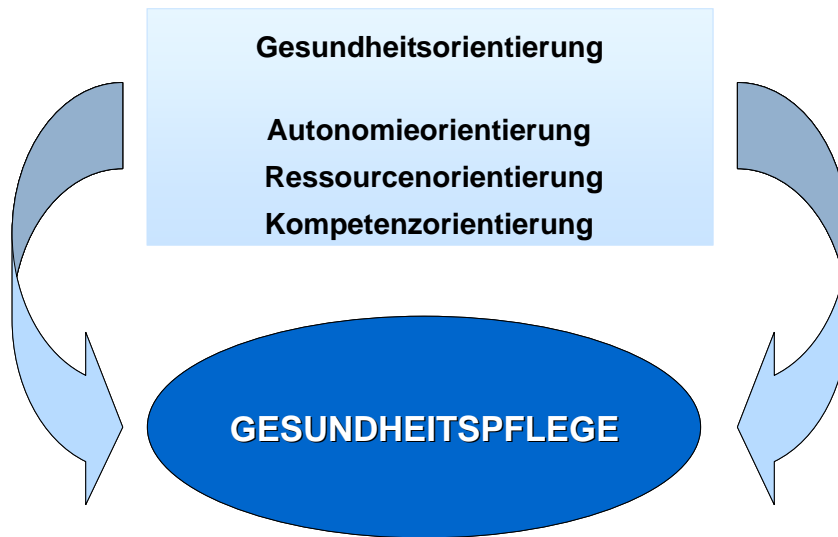 Gesundheitsorientierung
Autonomieorientierung
Ressourcenorientierung
Kompetenzorientierung
GESUNDHEITSPFLEGE